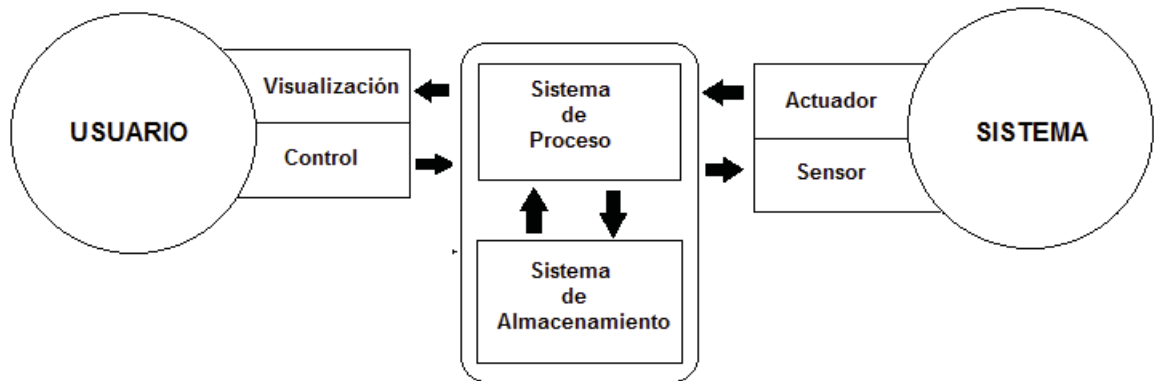 USUARIO
Visualización
Control
Sistema
de
Proceso
Sistema
de
Almacenamiento
Actuador
Sensor
SISTEMA